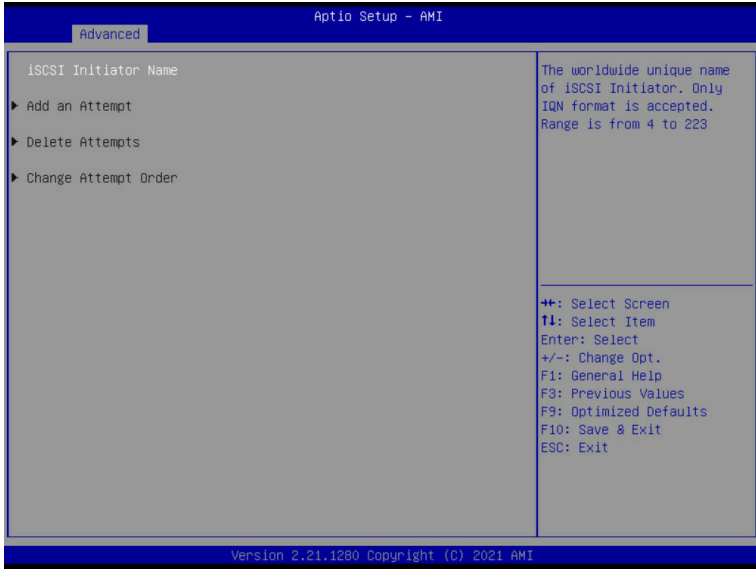 Aptio Setup – AMI
Advanced
iSCSI Initiator Name
Add an Attempt
Delete Attempts
Change Attempt Order
The worldwide unique name
of iSCSI Initiator. Only
IQN format is accepted.
Range is from 4 to 223
→←: Select Screen
↑↓: Select Item
Enter: Select
+/-: Change Opt.
F1: General Help
F3: Previous Values
F9: Optimized Defaults
F10: Save & Exit
ESC: Exit
Version 2.21.1280 Copyright (C) 2021 AMI